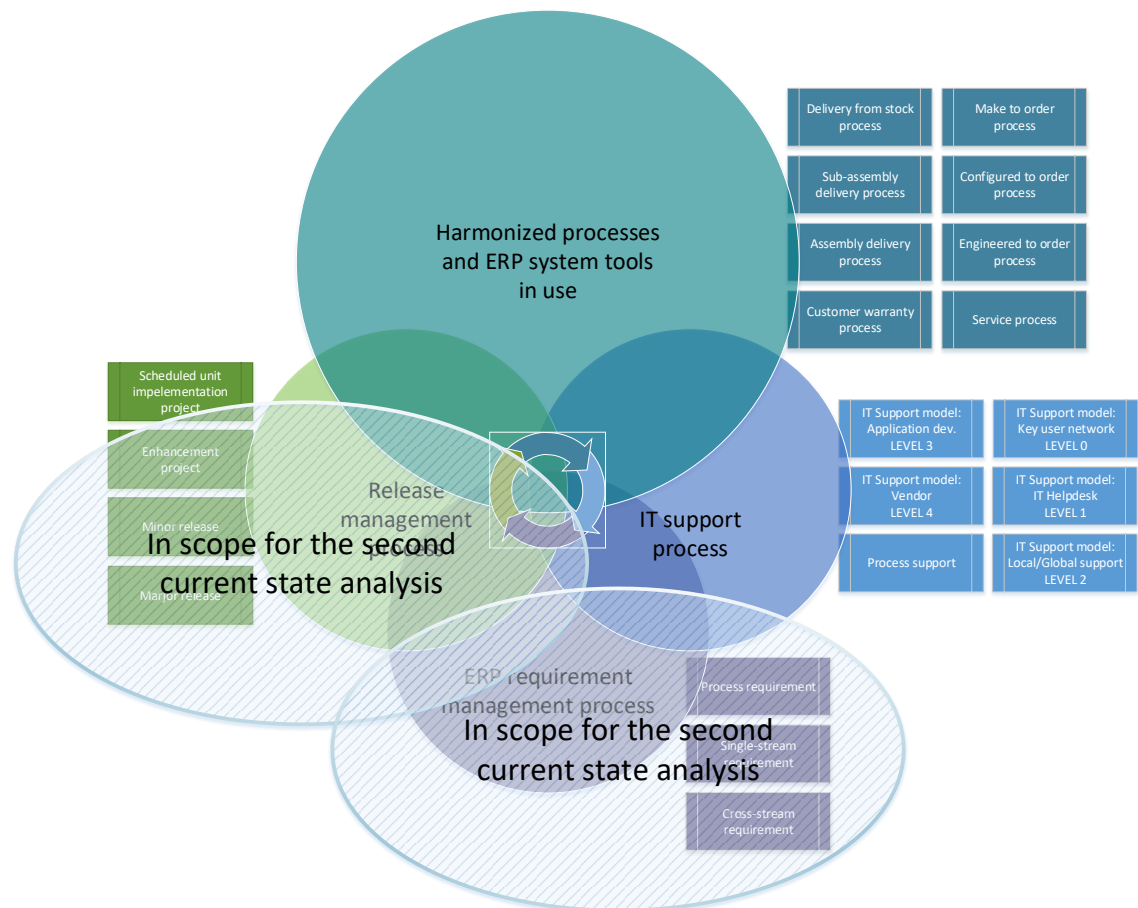 Delivery from stock
process
Make to order
process
Sub-assembly
delivery process
Configured to order
process
Harmonized processes
and ERP system tools
in use
Assembly delivery
process
Engineered to order
process
Customer warranty
process
Service process
Scheduled unit
impelementation
project
Enhancement
project
Minor release
Marjor release
Release
management
process
In scope for the second
current state analysis
IT support
process
IT Support model:
Application dev.
LEVEL 3
IT Support model:
Key user network
LEVEL 0
IT Support model:
Vendor
LEVEL 4
IT Support model:
IT Helpdesk
LEVEL 1
Process support
IT Support model:
Local/Global support
LEVEL 2
ERP requirement
management process
In scope for the second
current state analysis
Process requirement
Single-stream
requirement
Cross-stream
requirement